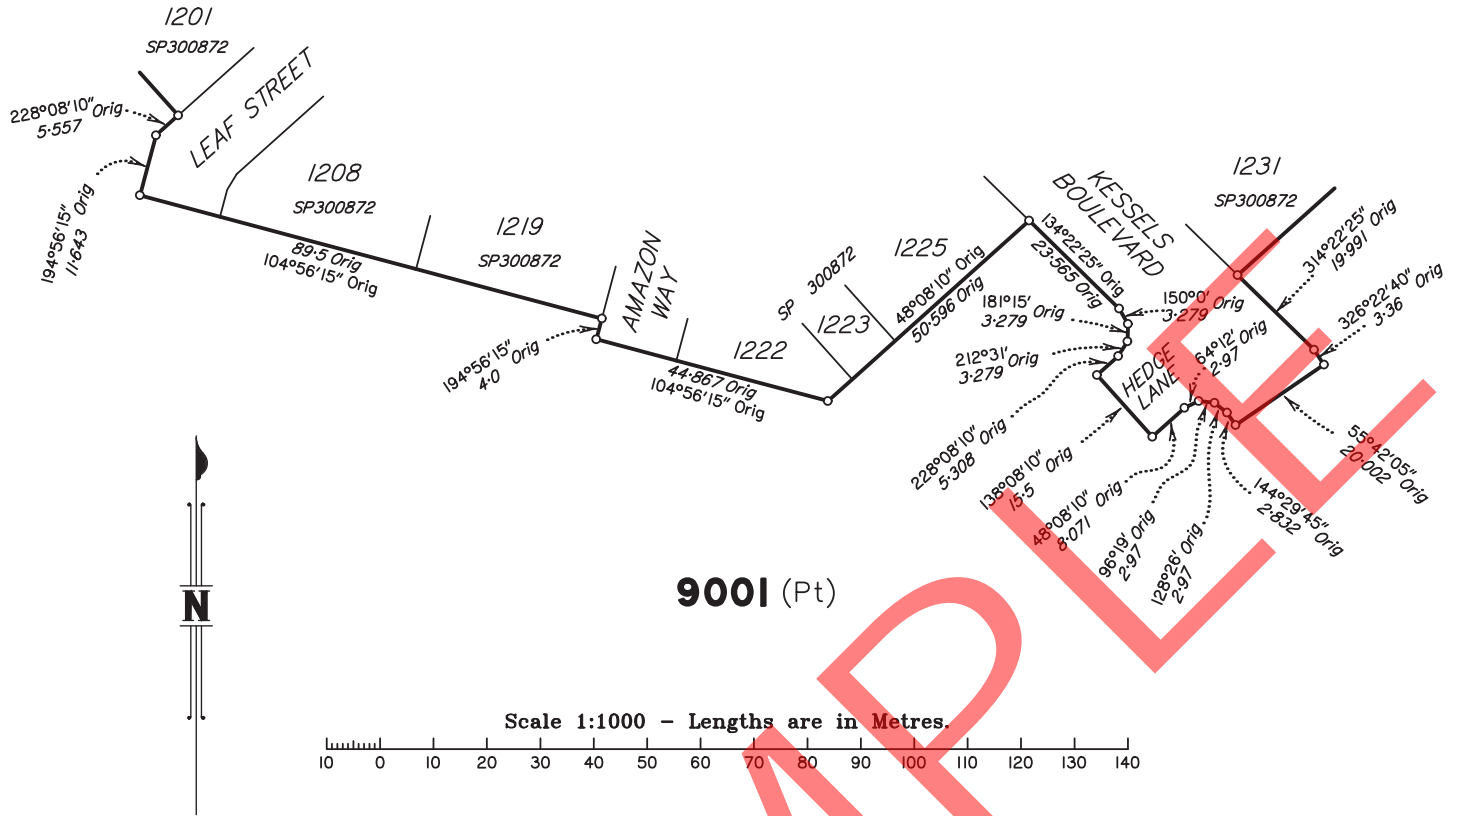 1201
SP300872
228°08'10" Orig
5·557
LEAF STREET
194°56'15" Orig
11·643
1208
SP300872
89·5 Orig
104°56'15" Orig
1219
SP300872
AMAZON
WAY
194°56'15"
4·0 Orig
1222
44·867 Orig
104°56'15" Orig
SP 300872
1223
1225
48°08'10" Orig
50·596 Orig
KESSELS
BOULEVARD
134°22'25" Orig
23·565 Orig
181°15' Orig
3·279
150°0' Orig
3·279
212°31' Orig
3·279
228°08'10" Orig
5·308
138°08'10" Orig
15·5
HEDGE
LANE
64°12' Orig
2·97
48°08'10" Orig
8·071
96°19' Orig
2·97
128°26' Orig
2·97
144°29'45" Orig
2·832
55°42'05" Orig
20·002
326°22'40" Orig
3·36
314°22'25" Orig
19·991
1231
SP300872
N
9001 (Pt)
Scale 1:1000 – Lengths are in Metres.
10 0 10 20 30 40 50 60 70 80 90 100 110 120 130 140
MPLE